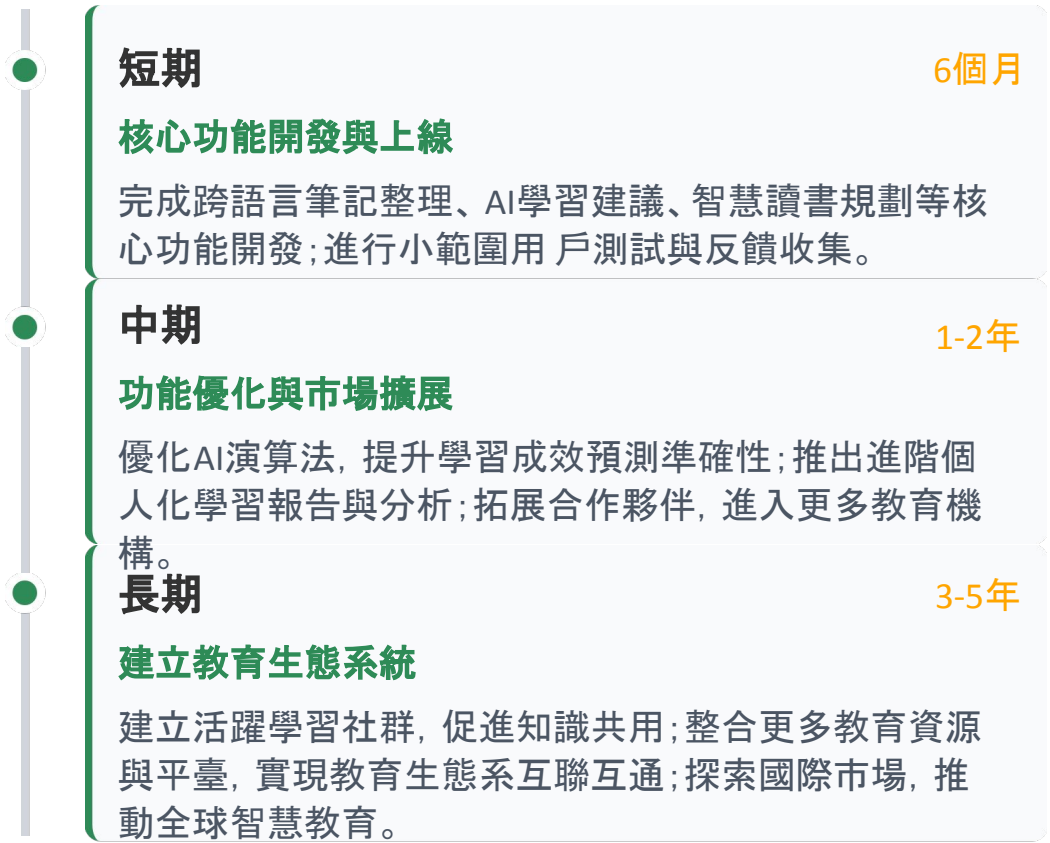 短期
6個月
核心功能開發與上線
完成跨語言筆記整理、AI學習建議、智慧讀書規劃等核
心功能開發;進行小範圍用 戶測試與反饋收集。
中期
1-2年
功能優化與市場擴展
優化AI演算法, 提升學習成效預測準確性;推出進階個
人化學習報告與分析;拓展合作夥伴, 進入更多教育機
構。
長期
3-5年
建立教育生態系統
建立活躍學習社群, 促進知識共用;整合更多教育資源
與平臺, 實現教育生態系互聯互通;探索國際市場, 推
動全球智慧教育。